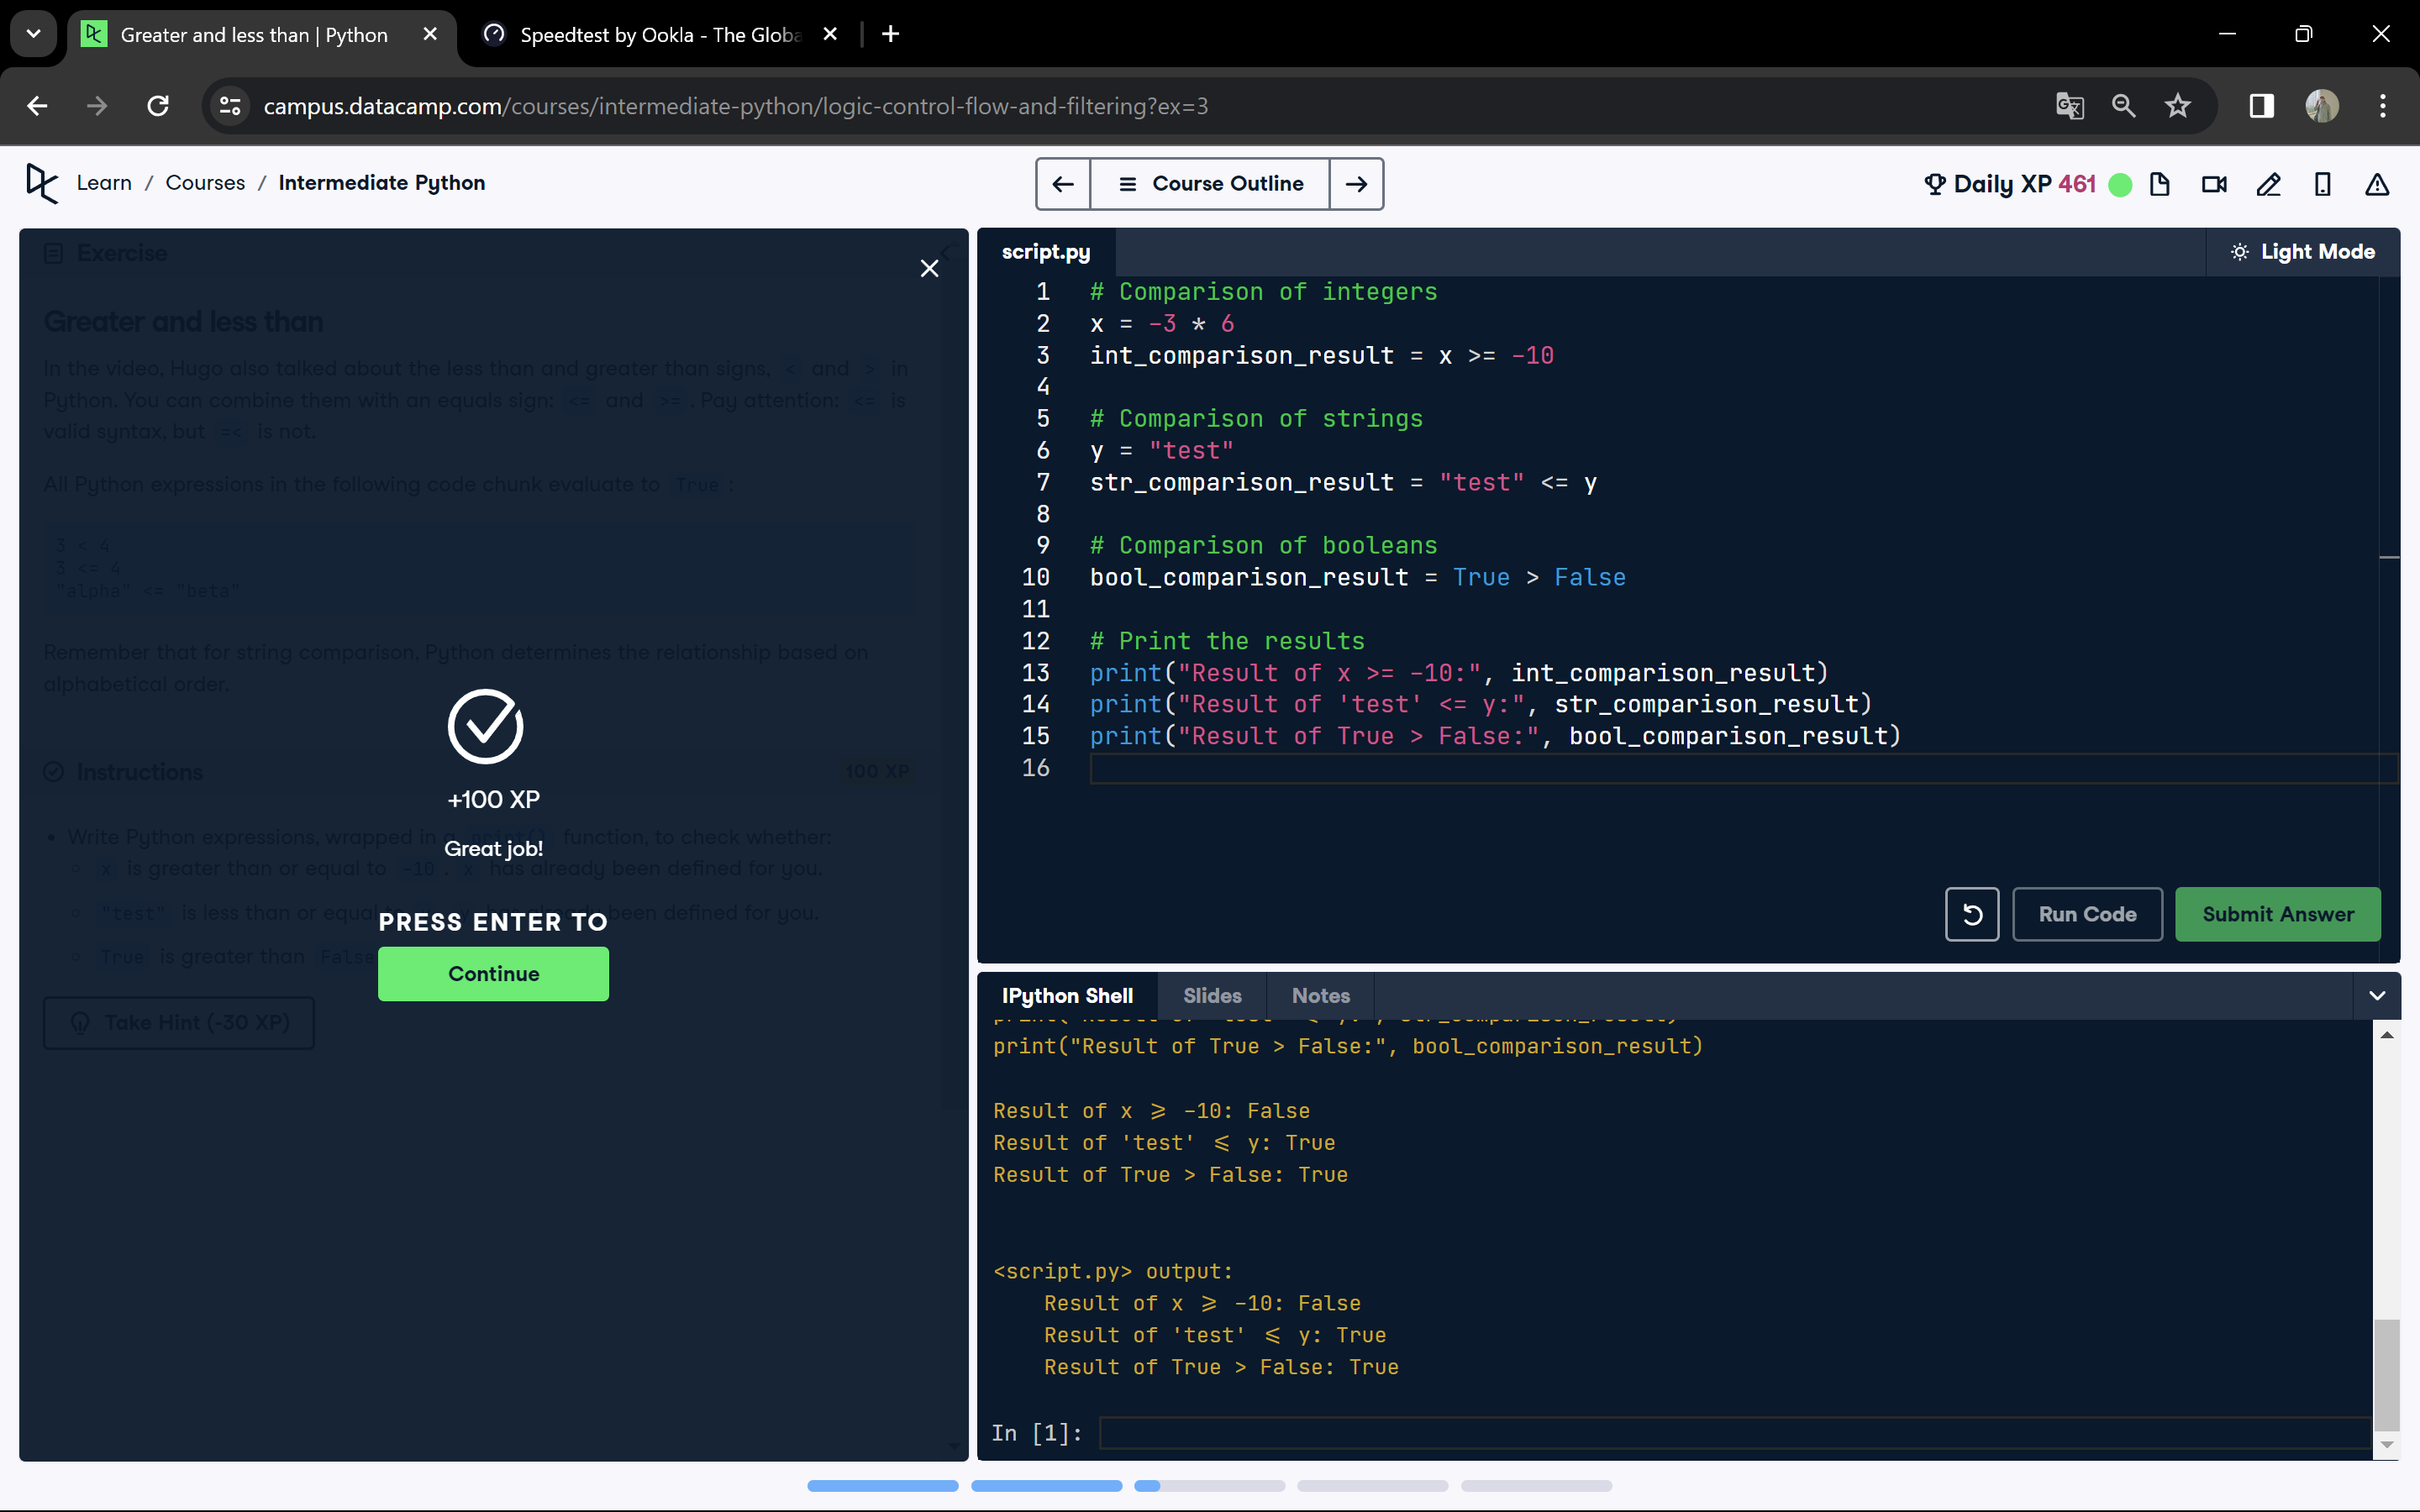 Greater and less than | Python
Speedtest by Ookla - The Globa
campus.datacamp.com/courses/intermediate-python/logic-control-flow-and-filtering?ex=3
Learn / Courses / Intermediate Python
Course Outline
Daily XP 461
Exercise
Greater and less than
In the video, Hugo also talked about the less than and greater than signs, < and > in
Python. You can combine them with an equals sign: <= and >= . Pay attention: <= is
valid syntax, but =< is not.
All Python expressions in the following code chunk evaluate to True :
3 < 4
3 <= 4
"alpha" <= "beta"
Remember that for string comparison, Python determines the relationship based on
alphabetical order.
Instructions
100 XP
Write Python expressions, wrapped in a print() function, to check whether:
x is greater than or equal to -10 . x has already been defined for you.
"test" is less than or equal to has already been defined for you.
True is greater than False
Take Hint (-30 XP)
+100 XP
Great job!
PRESS ENTER TO
Continue
script.py
Light Mode
1 # Comparison of integers
2 x = -3 * 6
3 int_comparison_result = x >= -10
4
5 # Comparison of strings
6 y = "test"
7 str_comparison_result = "test" <= y
8
9 # Comparison of booleans
10 bool_comparison_result = True > False
11
12 # Print the results
13 print("Result of x >= -10:", int_comparison_result)
14 print("Result of 'test' <= y:", str_comparison_result)
15 print("Result of True > False:", bool_comparison_result)
16
Run Code
Submit Answer
IPython Shell
Slides
Notes
print("Result of 'test' <= y:", str_comparison_result)
print("Result of True > False:", bool_comparison_result)
Result of x >= -10: False
Result of 'test' <= y: True
Result of True > False: True
<script.py> output:
Result of x >= -10: False
Result of 'test' <= y: True
Result of True > False: True
In [1]: